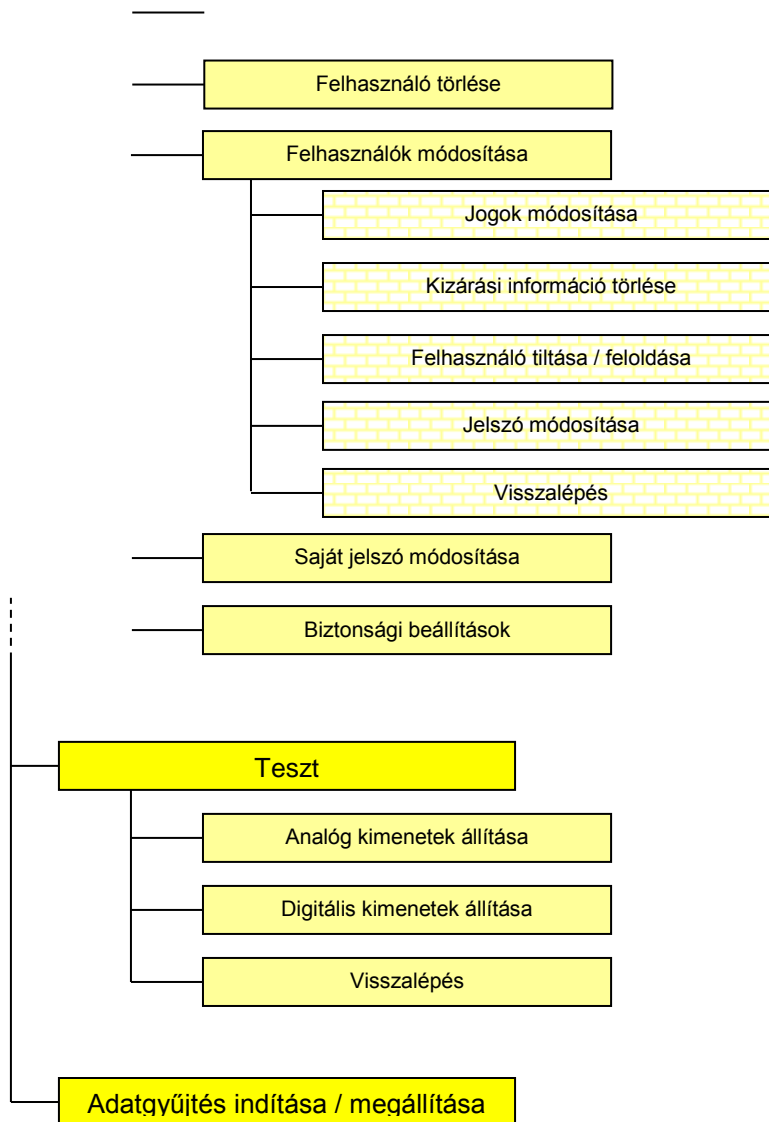 Felhasználó törlése
Felhasználók módosítása
Jogok módosítása
Kizárási információ törlése
Felhasználó tiltása / feloldása
Jelszó módosítása
Visszalépés
Saját jelszó módosítása
Biztonsági beállítások
Teszt
Analóg kimenetek állítása
Digitális kimenetek állítása
Visszalépés
Adatgyűjtés indítása / megállítása